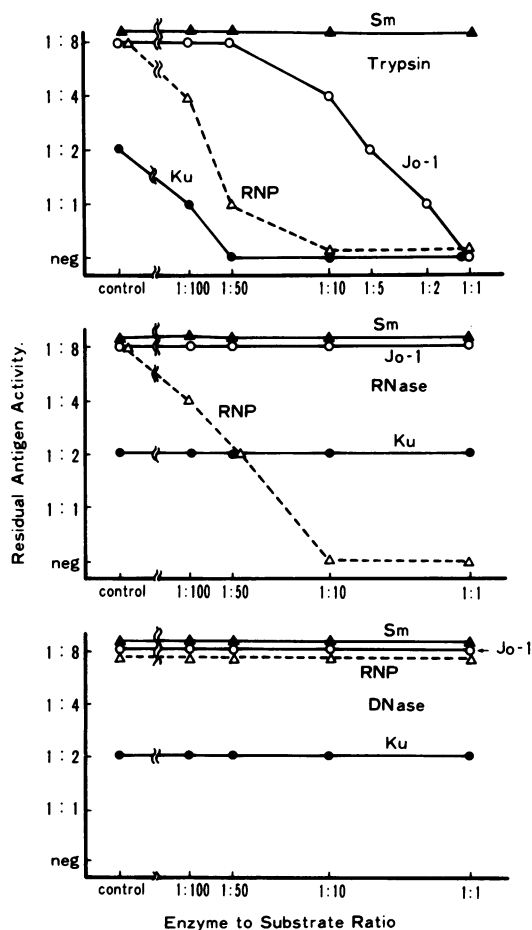 Sm
1:8
Trypsin
1:4
1:2
Ku
Jo-1
RNP
1:1
neg
control 1:100 1:50 1:10 1:5 1:2 1:1
Sm
1:8
Jo-1
RNase
1:4
RNP
Ku
1:2
1:1
neg
control 1:100 1:50 1:10 1:1
Sm
1:8
Jo-1
RNP
1:4
DNase
Ku
1:2
1:1
neg
control 1:100 1:50 1:10 1:1
Residual Antigen Activity.
Enzyme to Substrate Ratio